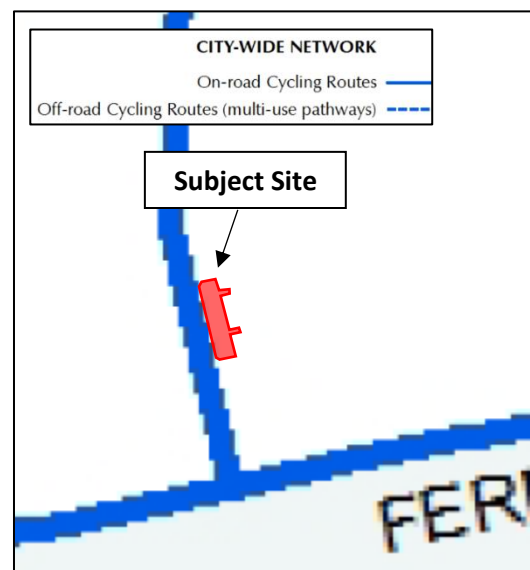 CITY-WIDE NETWORK
On-road Cycling Routes
Off-road Cycling Routes (multi-use pathways)
Subject Site